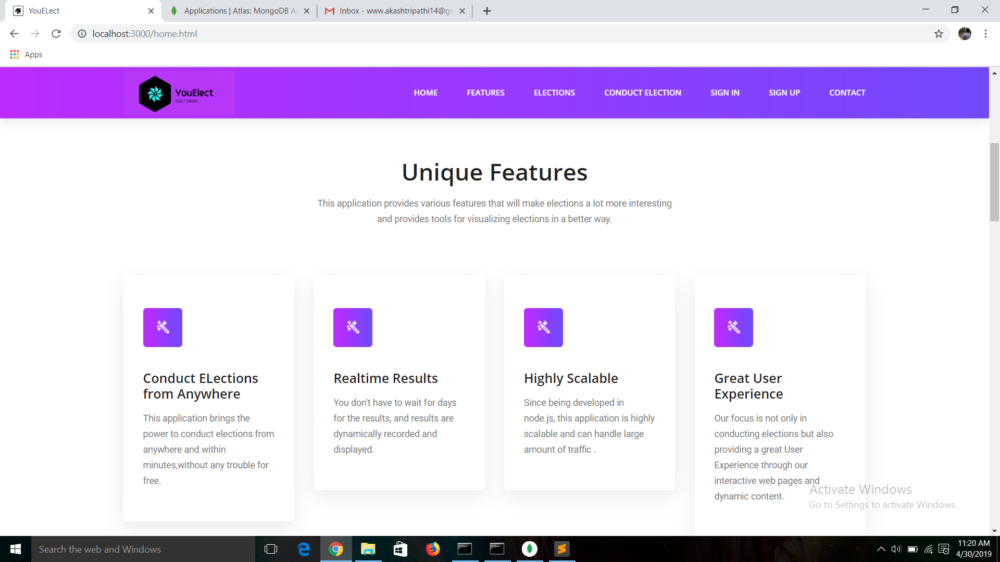 YouELect
Applications | Atlas: MongoDB At
Inbox - www.akashtripathi14@gm
localhost:3000/home.html
Apps
YouElect
ELECT SMART
HOME
FEATURES
ELECTIONS
CONDUCT ELECTION
SIGN IN
SIGN UP
CONTACT
Unique Features
This application provides various features that will make elections a lot more interesting
and provides tools for visualizing elections in a better way.
Conduct ELections
from Anywhere
This application brings the
power to conduct elections from
anywhere and within
minutes,without any trouble for
free.
Realtime Results
You don't have to wait for days
for the results, and results are
dynamically recorded and
displayed.
Highly Scalable
Since being developed in
node.js, this application is highly
scalable and can handle large
amount of traffic .
Great User
Experience
Our focus is not only in
conducting elections but also
providing a great User
Experience through our
interactive web pages and
dynamic content.
Activate Windows
Go to Settings to activate Windows.
Search the web and Windows
11:20 AM
4/30/2019